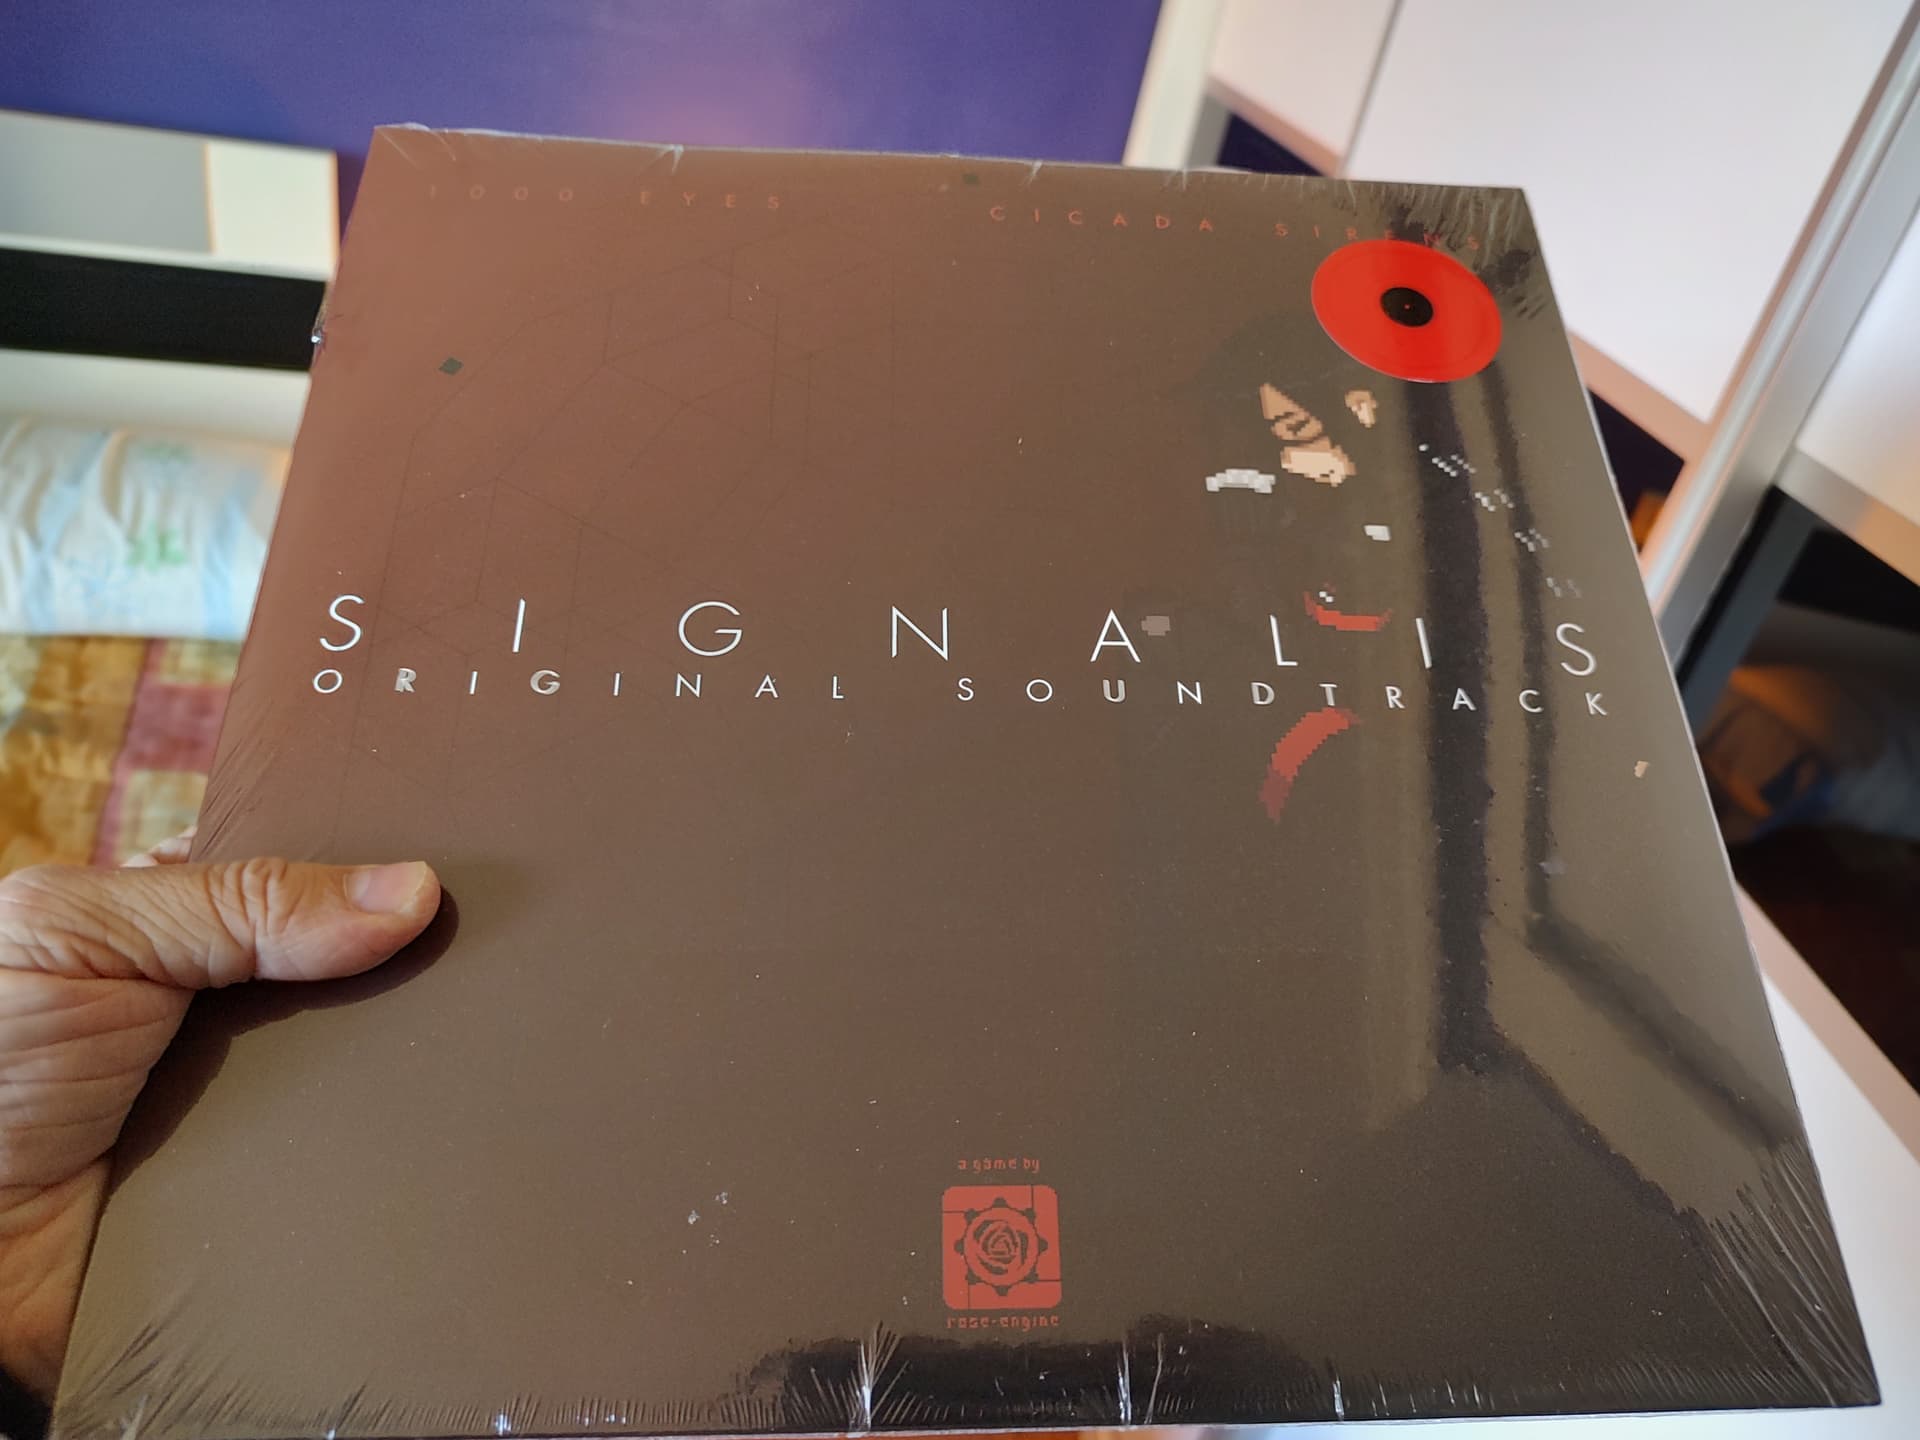 1000 EYES CICADA SIRENS
SIGNALIS
ORIGINAL SOUNDTRACK
a game by
rose-engine